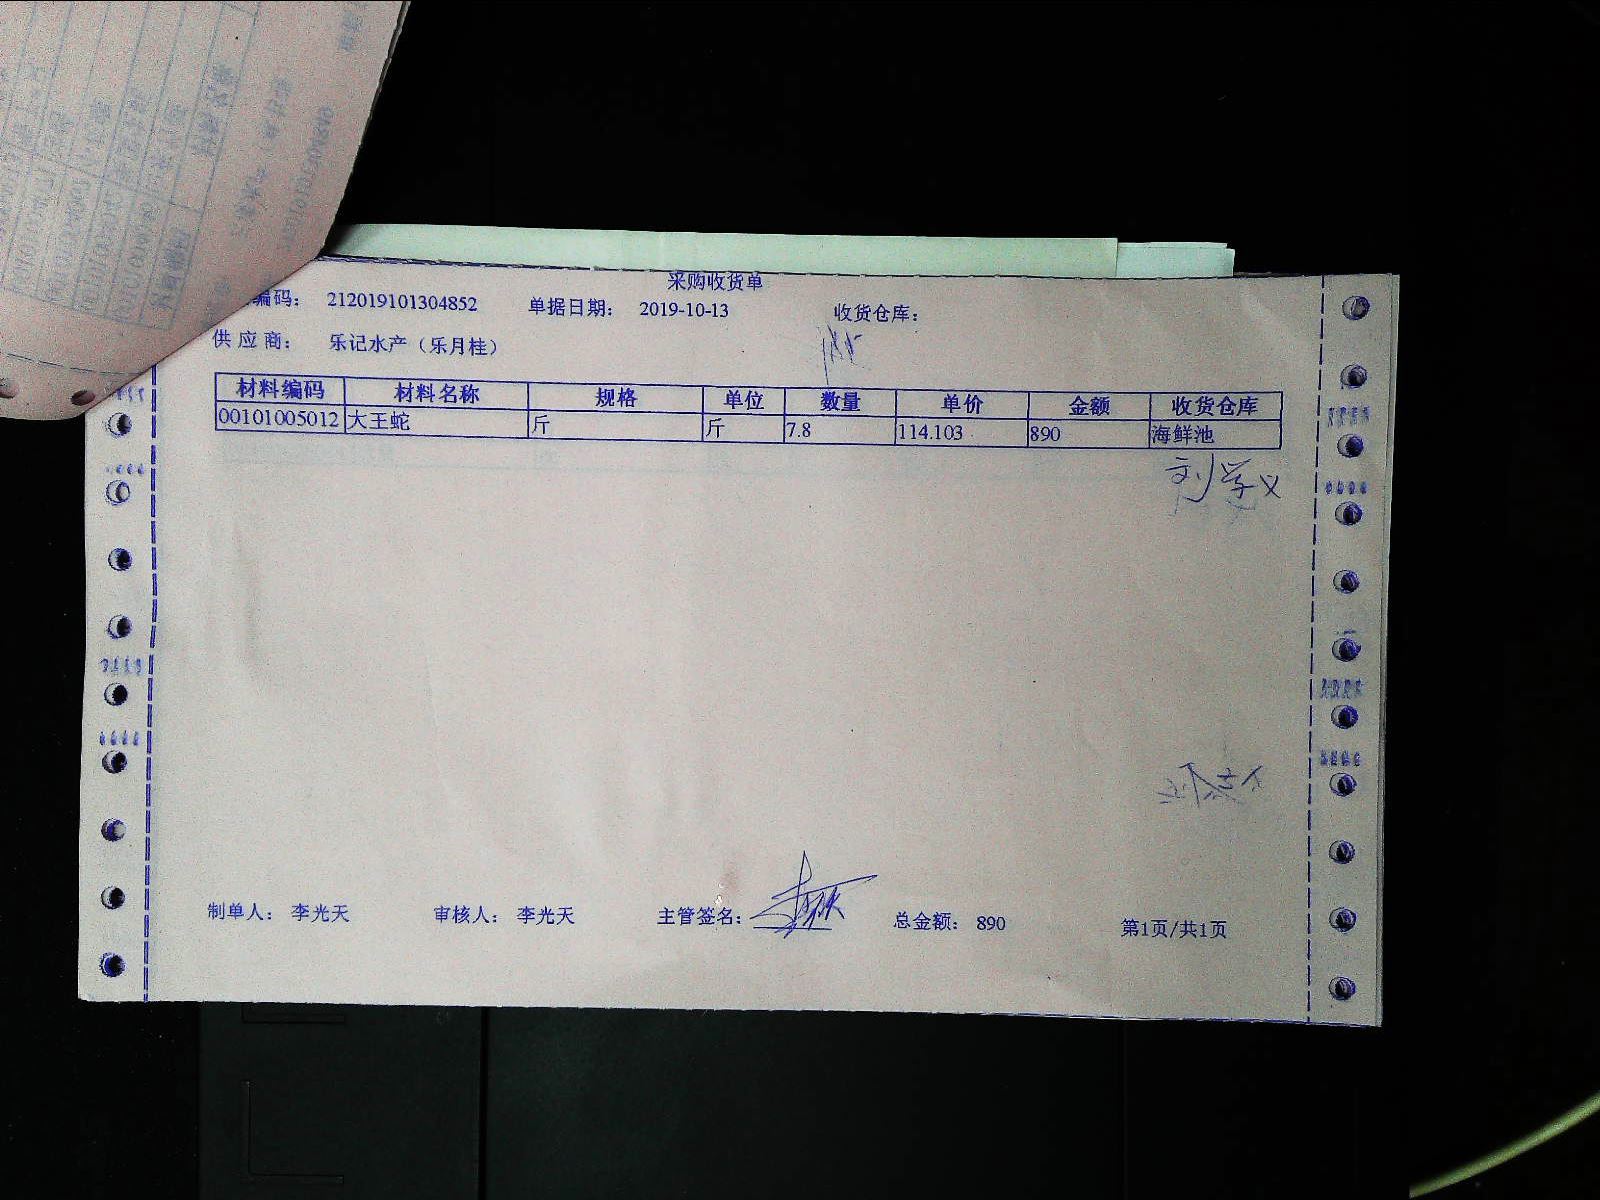 采购收货单
编码： 212019101304852 单据日期： 2019-10-13 收货仓库：
供 应 商： 乐记水产（乐月桂）
材料编码 材料名称 规格 单位 数量 单价 金额 收货仓库
00101005012 大王蛇 斤 斤 7.8 114.103 890 海鲜池
刘学义
制单人： 李光天 审核人： 李光天 主管签名： 总金额： 890 第1页/共1页